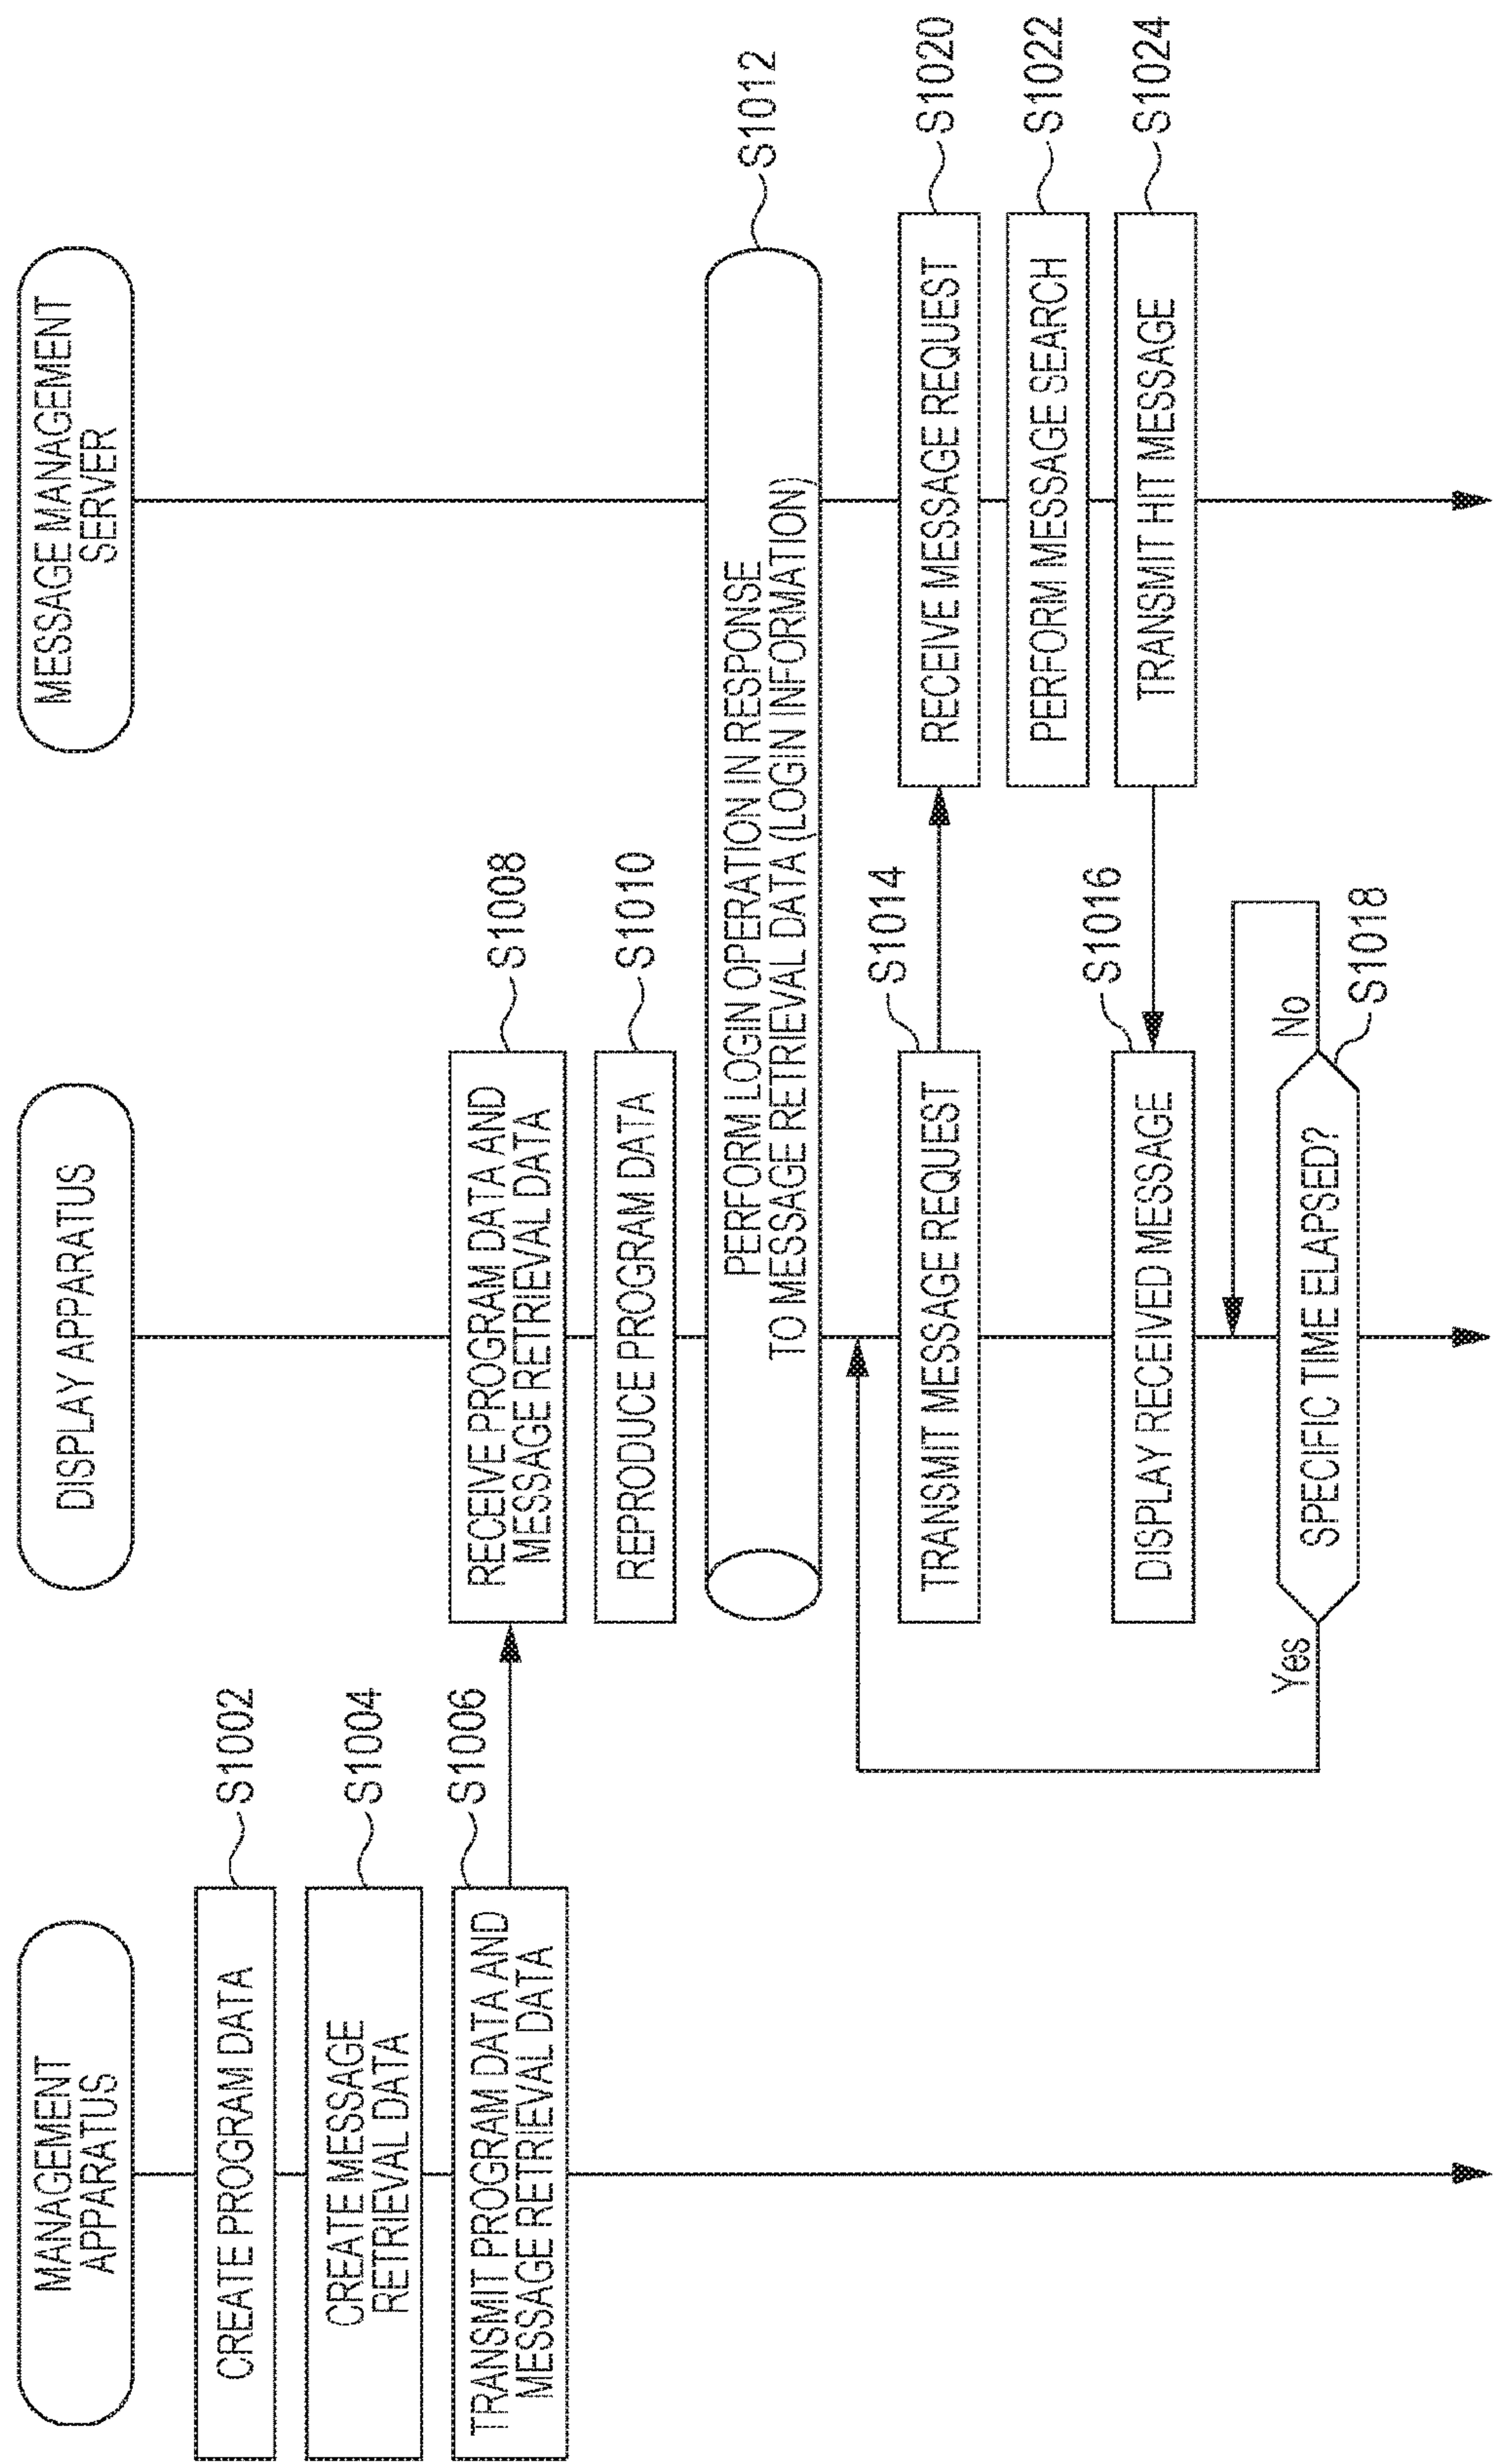 MANAGEMENT
APPARATUS
DISPLAY APPARATUS
MESSAGE MANAGEMENT
SERVER
CREATE PROGRAM DATA
S1002
CREATE MESSAGE
RETRIEVAL DATA
S1004
TRANSMIT PROGRAM DATA AND
MESSAGE RETRIEVAL DATA
S1006
RECEIVE PROGRAM DATA AND
MESSAGE RETRIEVAL DATA
S1008
REPRODUCE PROGRAM DATA
S1010
PERFORM LOGIN OPERATION IN RESPONSE
TO MESSAGE RETRIEVAL DATA (LOGIN INFORMATION)
S1012
TRANSMIT MESSAGE REQUEST
S1014
RECEIVE MESSAGE REQUEST
S1020
PERFORM MESSAGE SEARCH
S1022
DISPLAY RECEIVED MESSAGE
S1016
TRANSMIT HIT MESSAGE
S1024
Yes
SPECIFIC TIME ELAPSED?
No
S1018